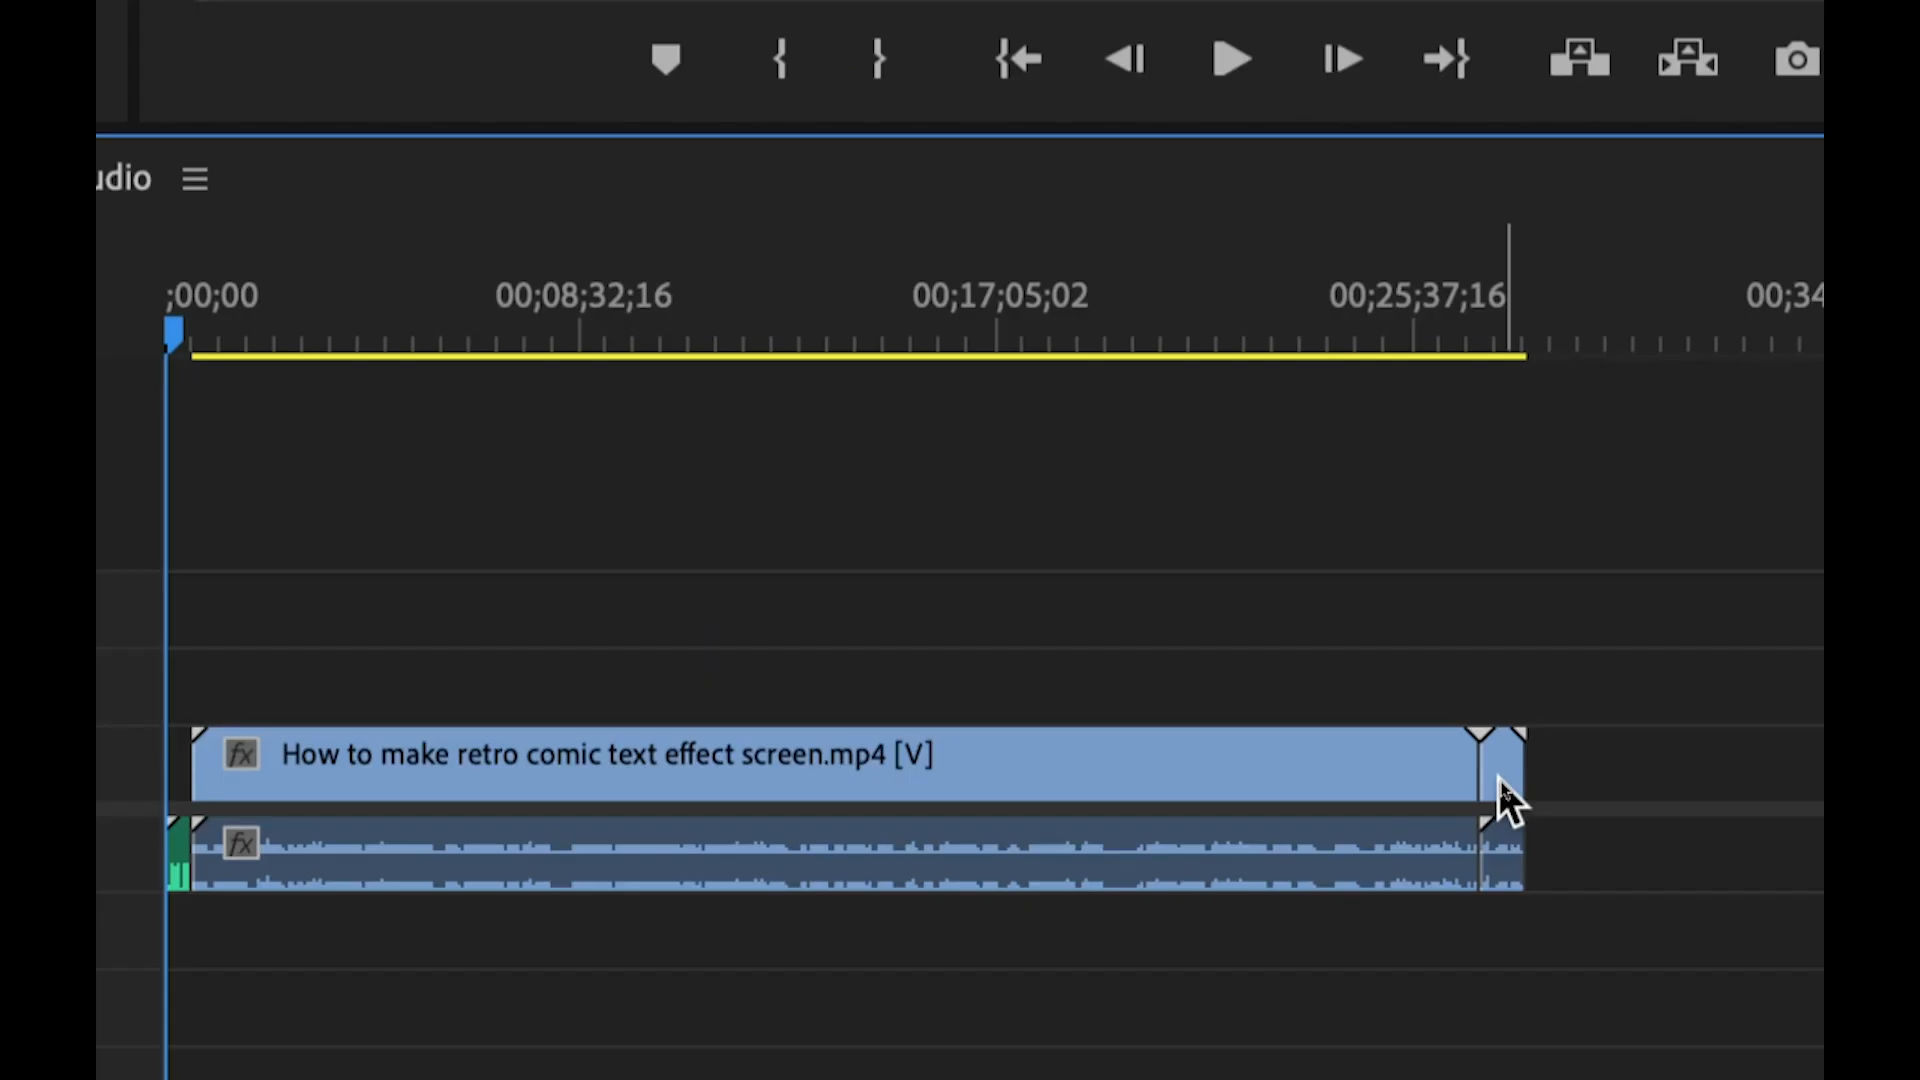 udio
;00;00 00;08;32;16 00;17;05;02 00;25;37;16 00;34
fx How to make retro comic text effect screen.mp4 [V]
fx